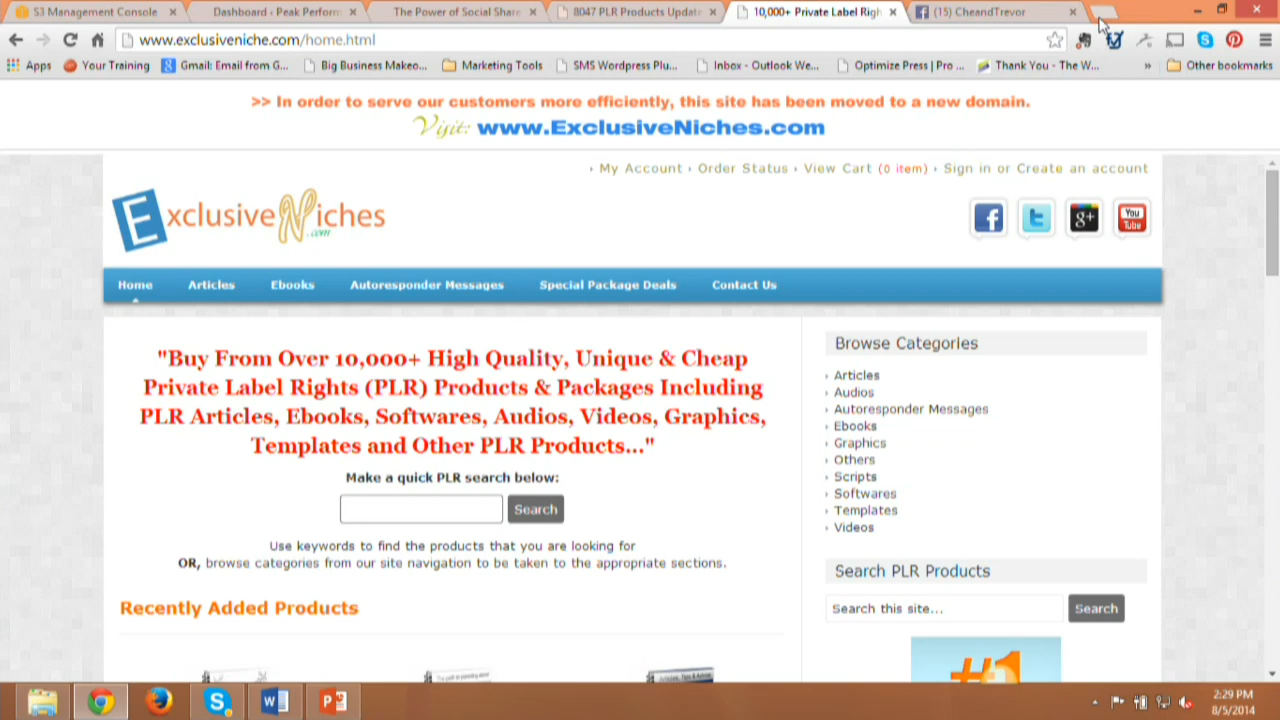 S3 Management Console
Dashboard ‹ Peak Perform
The Power of Social Share
8047 PLR Products Updat
10,000+ Private Label Righ
(15) CheandTrevor
www.exclusiveniche.com/home.html
Apps
Your Training
Gmail: Email from G...
Big Business Makeo...
Marketing Tools
SMS Wordpress Plu...
Inbox - Outlook We...
Optimize Press | Pro ...
Thank You - The W...
»
Other bookmarks
>> In order to serve our customers more efficiently, this site has been moved to a new domain.
Visit: www.ExclusiveNiches.com
My Account
Order Status
View Cart (0 item)
Sign in or Create an account
ExclusiveNiches
.com
You Tube
Home
Articles
Ebooks
Autoresponder Messages
Special Package Deals
Contact Us
"Buy From Over 10,000+ High Quality, Unique & Cheap
Private Label Rights (PLR) Products & Packages Including
PLR Articles, Ebooks, Softwares, Audios, Videos, Graphics,
Templates and Other PLR Products..."
Make a quick PLR search below:
Search
Use keywords to find the products that you are looking for
OR, browse categories from our site navigation to be taken to the appropriate sections.
Recently Added Products
Browse Categories
Articles
Audios
Autoresponder Messages
Ebooks
Graphics
Others
Scripts
Softwares
Templates
Videos
Search PLR Products
Search this site...
Search
#1
2:29 PM
8/5/2014